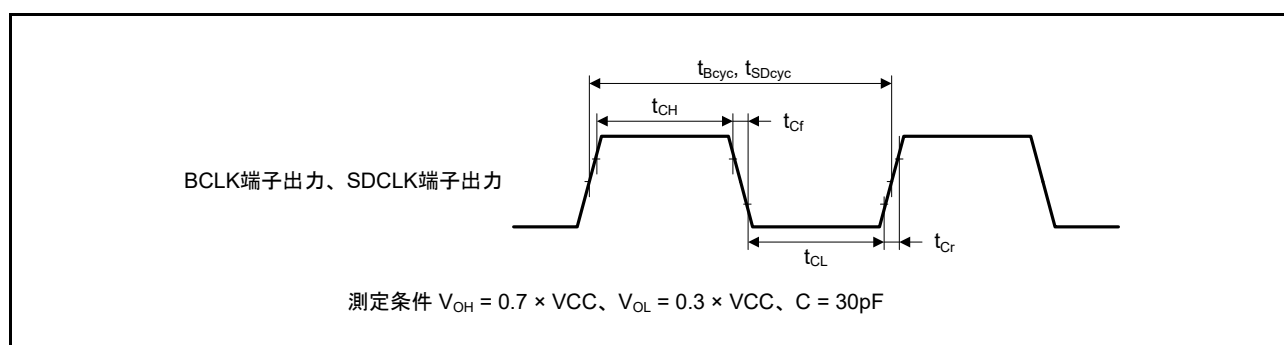 tBcyc, tSDcyc
tCH
tCf
BCLK端子出力、SDCLK端子出力
tCL
tCr
測定条件 VOH = 0.7 × VCC、VOL = 0.3 × VCC、C = 30pF